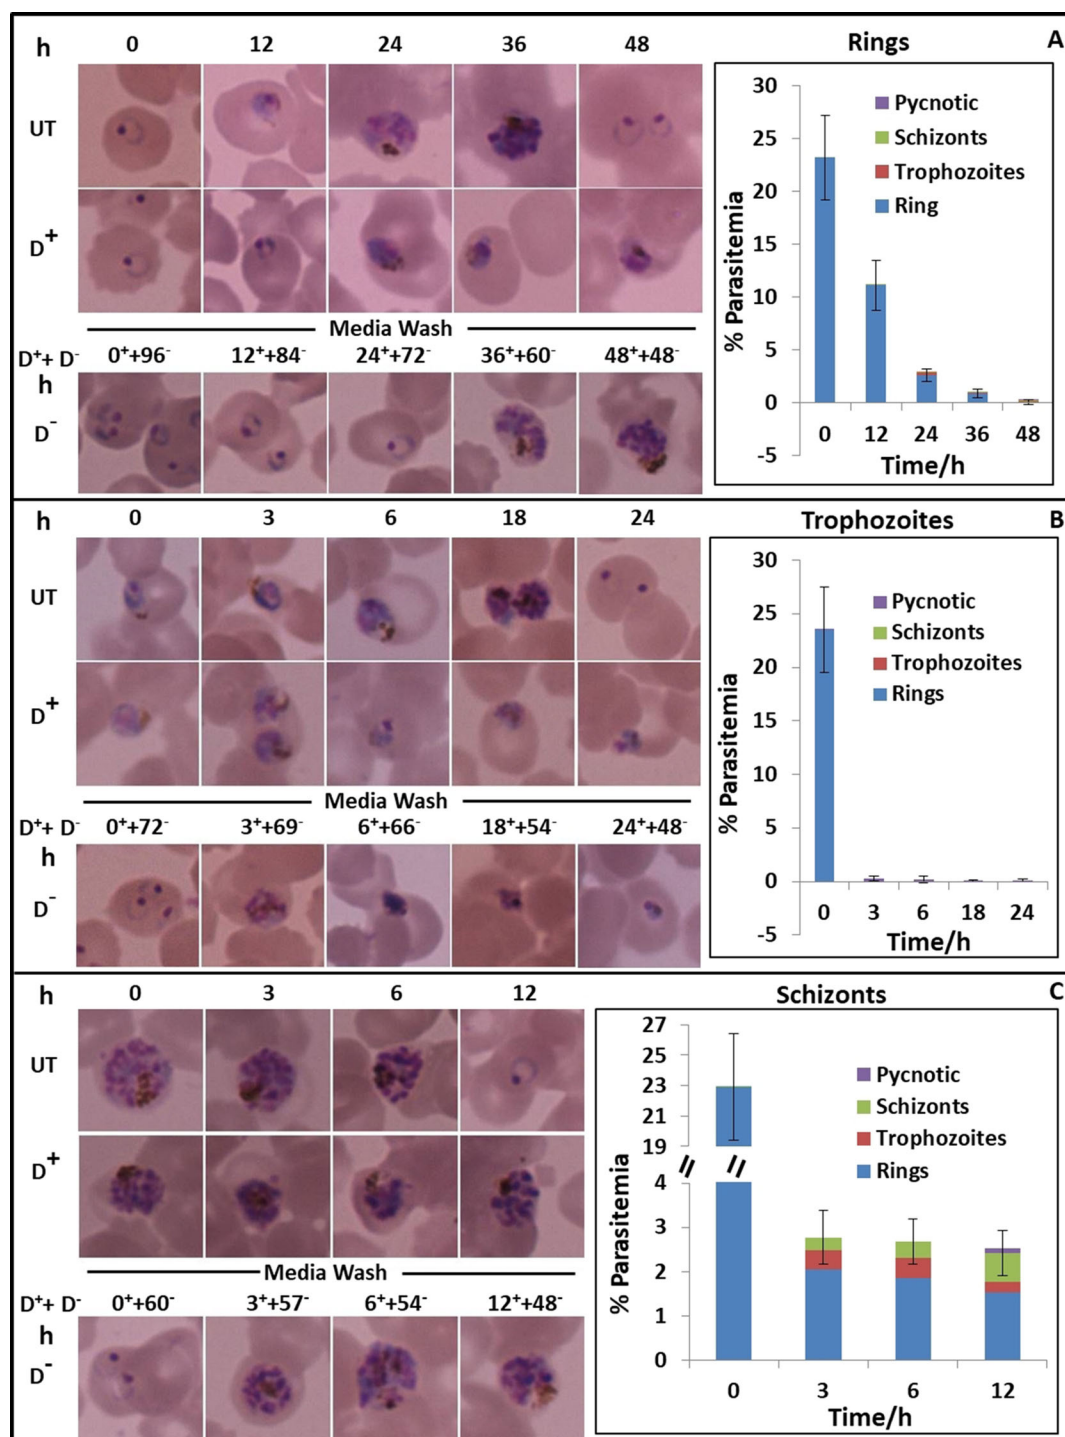 h 0 12 24 36 48
UT
D+
Media Wash
D++ D- 0++96- 12++84- 24++72- 36++60- 48++48-
h
D-
Rings A
30
25
20
15
10
5
0
-5
% Parasitemia
Pycnotic
Schizonts
Trophozoites
Ring
0 12 24 36 48
Time/h
h 0 3 6 18 24
UT
D+
Media Wash
D++ D- 0++72- 3++69- 6++66- 18++54- 24++48-
h
D-
Trophozoites B
30
25
20
15
10
5
0
-5
% Parasitemia
Pycnotic
Schizonts
Trophozoites
Rings
0 3 6 18 24
Time/h
h 0 3 6 12
UT
D+
Media Wash
D++ D- 0++60- 3++57- 6++54- 12++48-
h
D-
Schizonts C
27
25
23
21
19
4
3
2
1
0
% Parasitemia
Pycnotic
Schizonts
Trophozoites
Rings
0 3 6 12
Time/h